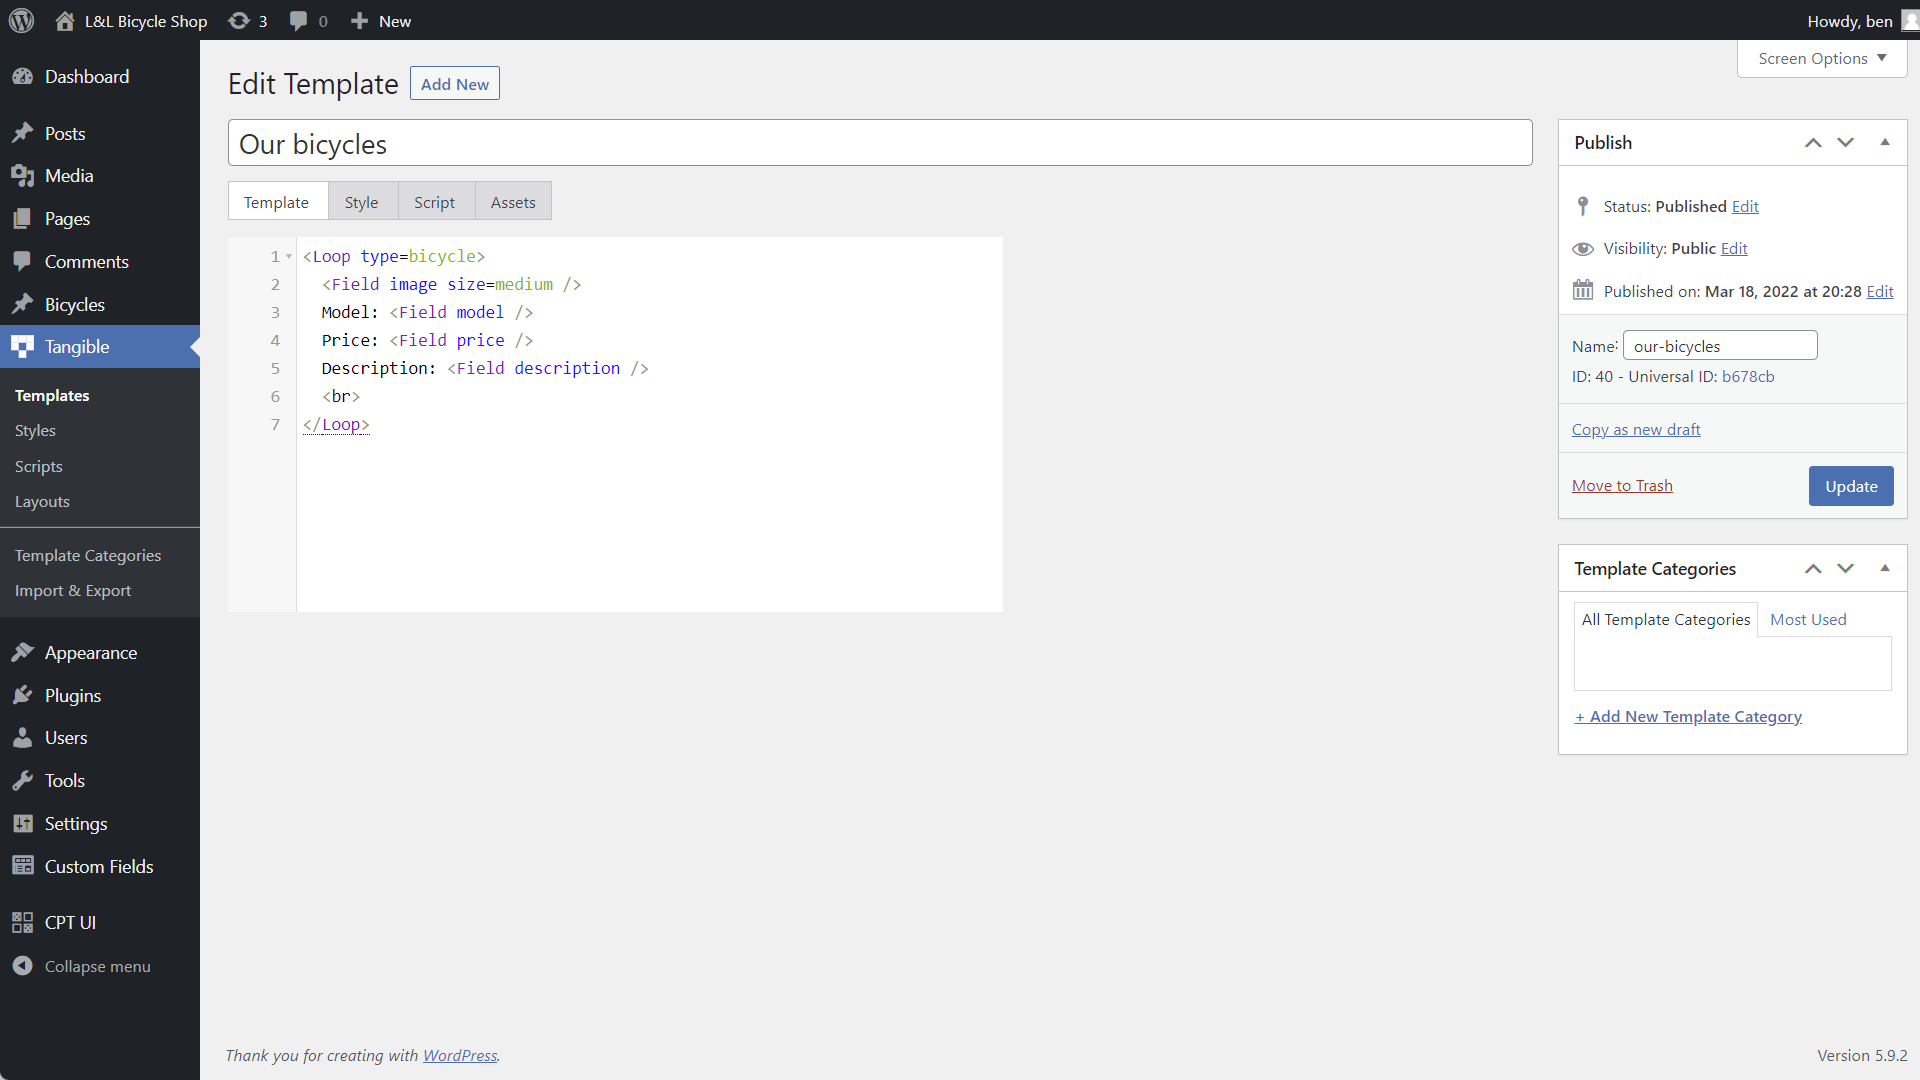 L&L Bicycle Shop 3 0 New Howdy, ben
Screen Options
Dashboard
Posts
Media
Pages
Comments
Bicycles
Tangible
Templates
Styles
Scripts
Layouts
Template Categories
Import & Export
Appearance
Plugins
Users
Tools
Settings
Custom Fields
CPT UI
Collapse menu
Edit Template Add New
Our bicycles
Template Style Script Assets
1 <Loop type=bicycle>
2 <Field image size=medium />
3 Model: <Field model />
4 Price: <Field price />
5 Description: <Field description />
6 <br>
7 </Loop>
Publish
Status: Published Edit
Visibility: Public Edit
Published on: Mar 18, 2022 at 20:28 Edit
Name: our-bicycles
ID: 40 - Universal ID: b678cb
Copy as new draft
Move to Trash Update
Template Categories
All Template Categories Most Used
+ Add New Template Category
Thank you for creating with WordPress. Version 5.9.2